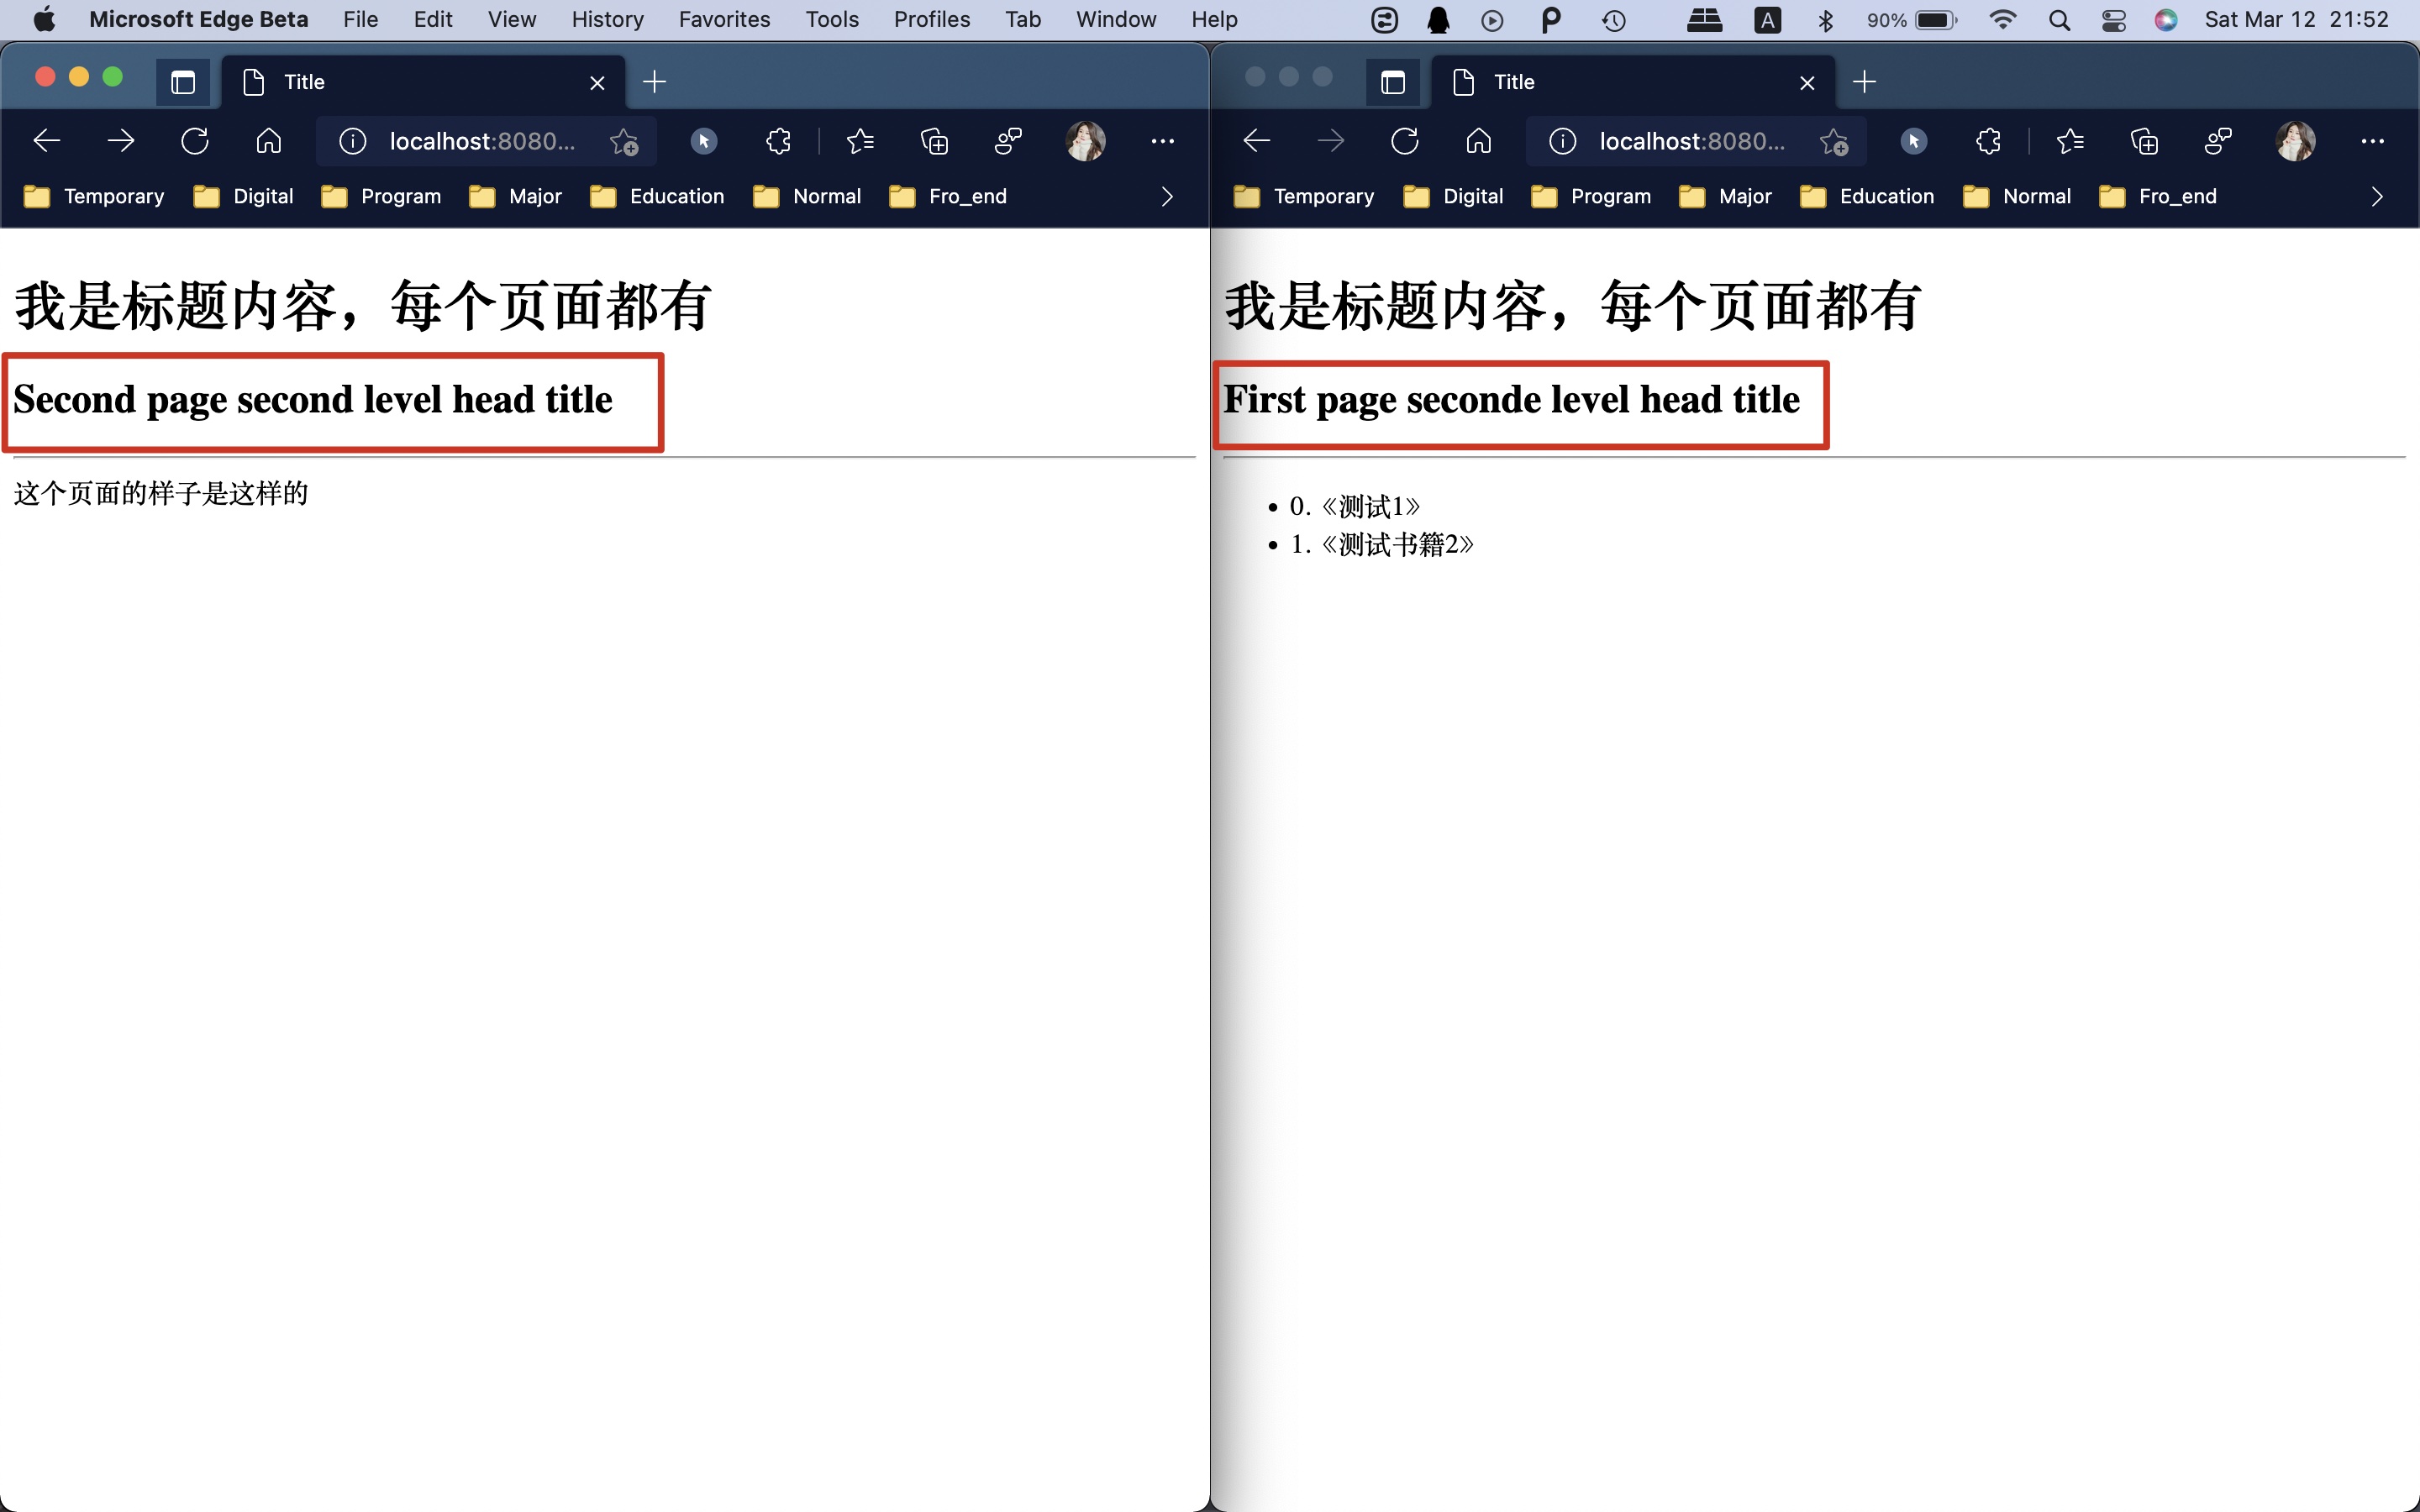 Microsoft Edge Beta File Edit View History Favorites Tools Profiles Tab Window Help A 90% Sat Mar 12 21:52
Title
localhost:8080...
Temporary Digital Program Major Education Normal Fro_end
我是标题内容，每个页面都有
Second page second level head title
这个页面的样子是这样的
Title
localhost:8080...
Temporary Digital Program Major Education Normal Fro_end
我是标题内容，每个页面都有
First page seconde level head title
0.《测试1》
1.《测试书籍2》